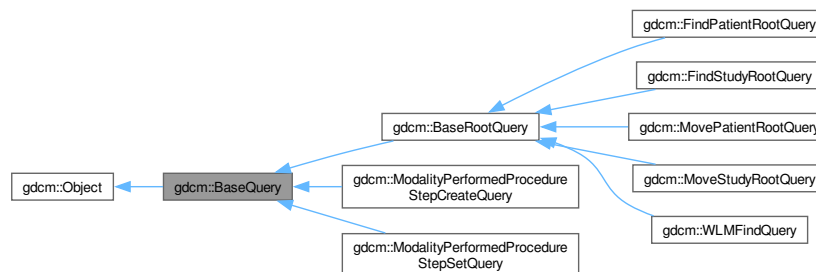 gdcm::FindPatientRootQuery
gdcm::FindStudyRootQuery
gdcm::BaseRootQuery
gdcm::MovePatientRootQuery
gdcm::MoveStudyRootQuery
gdcm::Object
gdcm::BaseQuery
gdcm::ModalityPerformedProcedure
StepCreateQuery
gdcm::WLMFindQuery
gdcm::ModalityPerformedProcedure
StepSetQuery